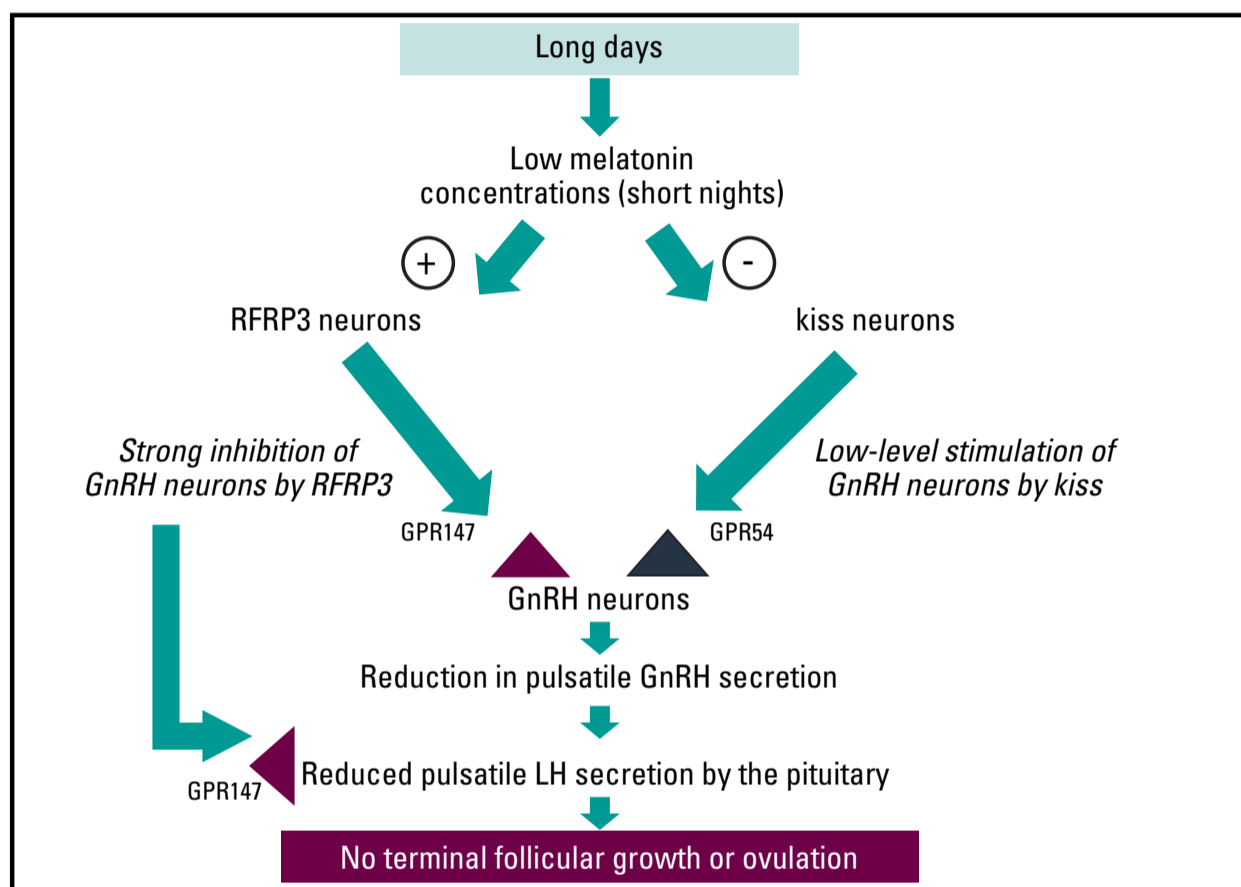 Long days
Low melatonin
concentrations (short nights)
+
-
RFRP3 neurons
kiss neurons
Strong inhibition of
GnRH neurons by RFRP3
Low-level stimulation of
GnRH neurons by kiss
GPR147
GPR54
GnRH neurons
Reduction in pulsatile GnRH secretion
Reduced pulsatile LH secretion by the pituitary
GPR147
No terminal follicular growth or ovulation